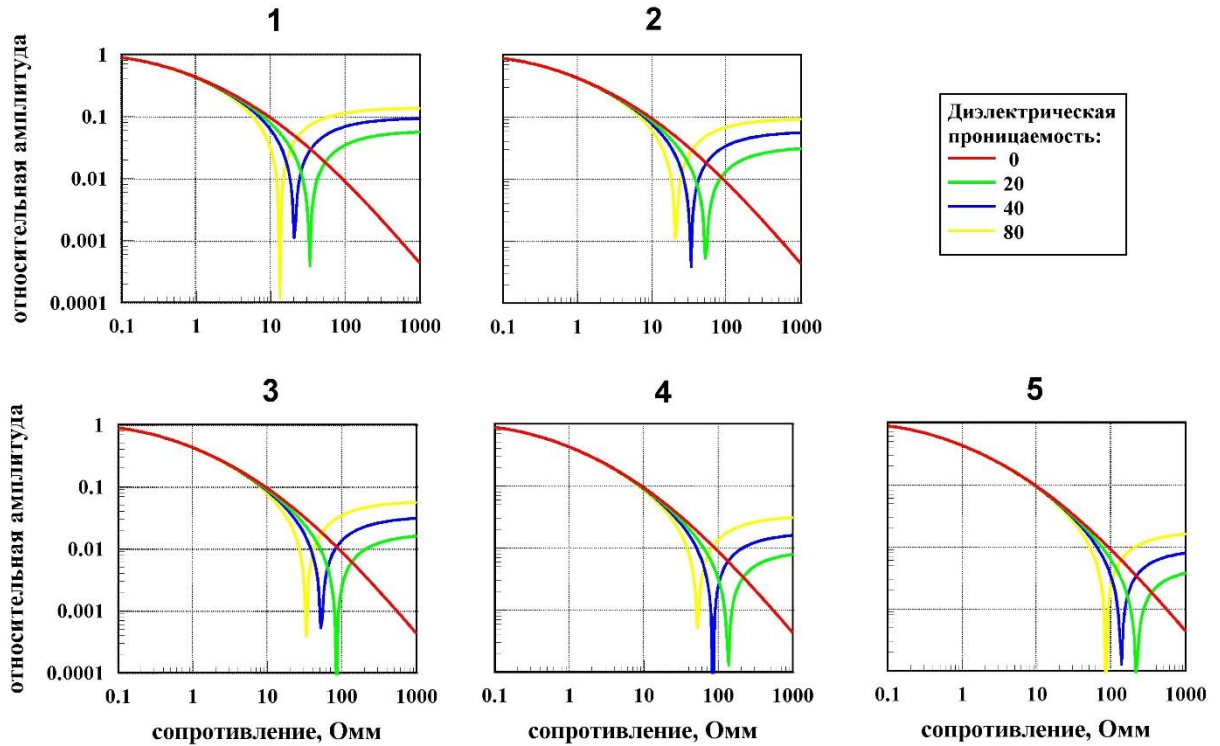 1
2
относительная амплитуда
1
0.1
0.01
0.001
0.0001
0.1 1 10 100 1000
0.1 1 10 100 1000
Диэлектрическая
проницаемость:
0
20
40
80
3
4
5
относительная амплитуда
1
0.1
0.01
0.001
0.0001
0.1 1 10 100 1000
0.1 1 10 100 1000
0.1 1 10 100 1000
сопротивление, Омм
сопротивление, Омм
сопротивление, Омм